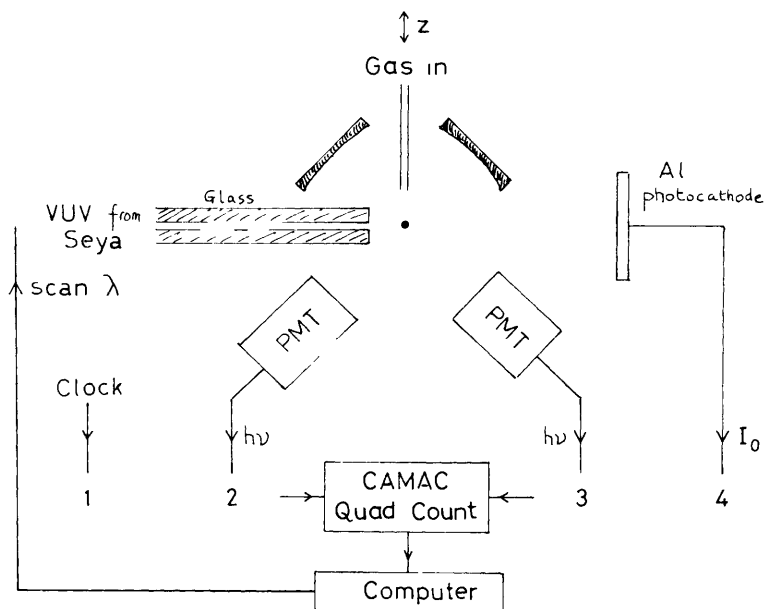 z
Gas in
Glass
VUV from
Seya
Al
photocathode
scan λ
PMT
PMT
Clock
hν
hν
I₀
1
2
CAMAC
Quad Count
3
4
Computer